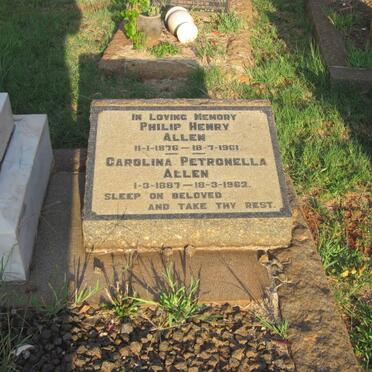 IN LOVING MEMORY
PHILIP HENRY
ALLEN
11-1-1876 — 18-7-1961
CAROLINA PETRONELLA
ALLEN
1-3-1887 — 18-3-1962.
SLEEP ON BELOVED
AND TAKE THY REST.